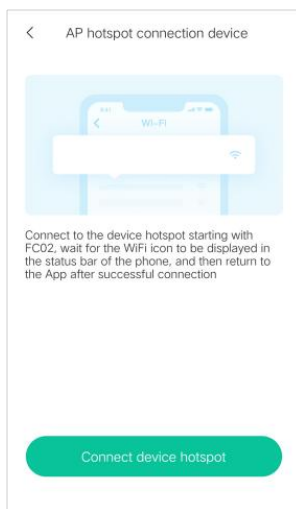 AP hotspot connection device
WI-FI
Connect to the device hotspot starting with
FC02, wait for the WiFi icon to be displayed in
the status bar of the phone, and then return to
the App after successful connection
Connect device hotspot